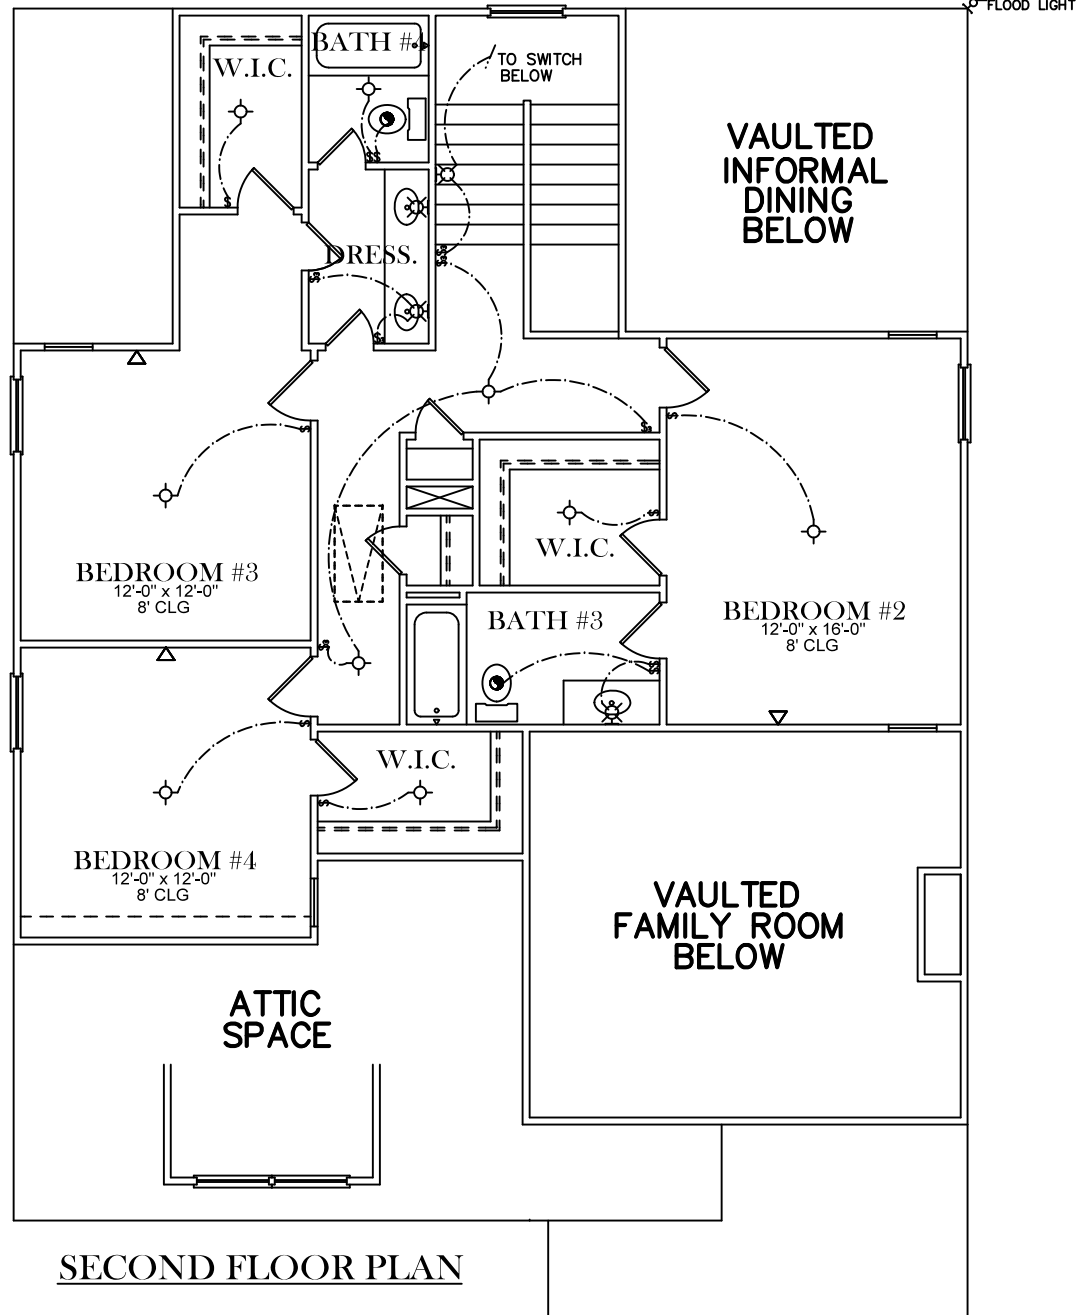 FLOOD LIGHT
BATH #4
W.I.C.
TO SWITCH
BELOW
VAULTED
INFORMAL
DINING
BELOW
DRESS.
BEDROOM #3
12'-0" x 12'-0"
8' CLG
W.I.C.
BEDROOM #2
12'-0" x 16'-0"
8' CLG
BATH #3
W.I.C.
BEDROOM #4
12'-0" x 12'-0"
8' CLG
VAULTED
FAMILY ROOM
BELOW
ATTIC
SPACE
SECOND FLOOR PLAN